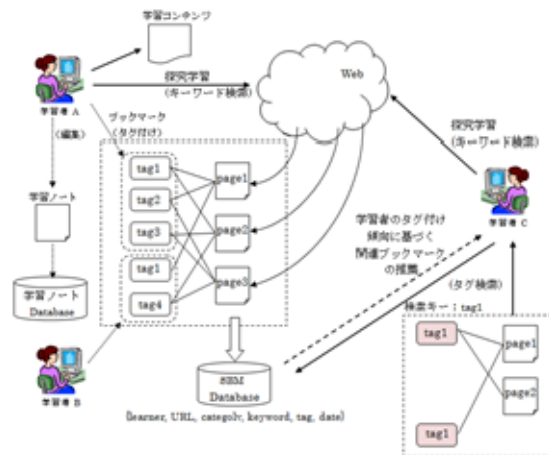 学習コンテンツ
Web
探究学習
(キーワード検索)
学習者 A
ブックマーク
(タグ付け)
(編集)
tag1
tag2
tag3
tag1
tag4
page1
page2
page3
学習ノート
学習ノート
Database
学習者 B
探究学習
(キーワード検索)
学習者 C
学習者のタグ付け
傾向に基づく
関連ブックマーク
の推薦
(タグ検索)
検索キー：tag1
tag1
tag1
page1
page2
SBM
Database
(learner, URL, categoly, keyword, tag, date)